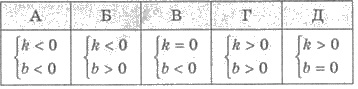 А Б В Г Д
{k < 0 {k < 0 {k = 0 {k > 0 {k > 0
b < 0 b > 0 b < 0 b > 0 b = 0